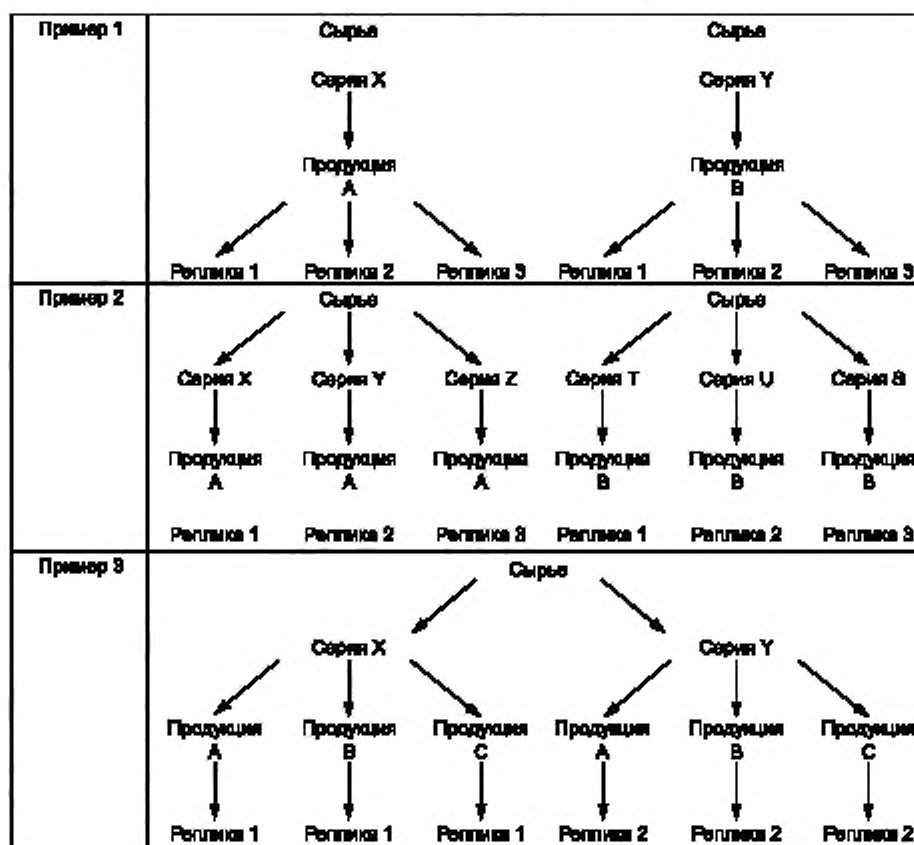 Пример 1 Сырье Сырье
Серия X Серия Y
Продукция Продукция
A B
Реплика 1 Реплика 2 Реплика 3 Реплика 1 Реплика 2 Реплика 3
Пример 2 Сырье Сырье
Серия X Серия Y Серия Z Серия T Серия U Серия S
Продукция Продукция Продукция Продукция Продукция Продукция
A A A B B B
Реплика 1 Реплика 2 Реплика 3 Реплика 1 Реплика 2 Реплика 3
Пример 3 Сырье
Серия X Серия Y
Продукция Продукция Продукция Продукция Продукция Продукция
A B C A B C
Реплика 1 Реплика 1 Реплика 1 Реплика 2 Реплика 2 Реплика 2